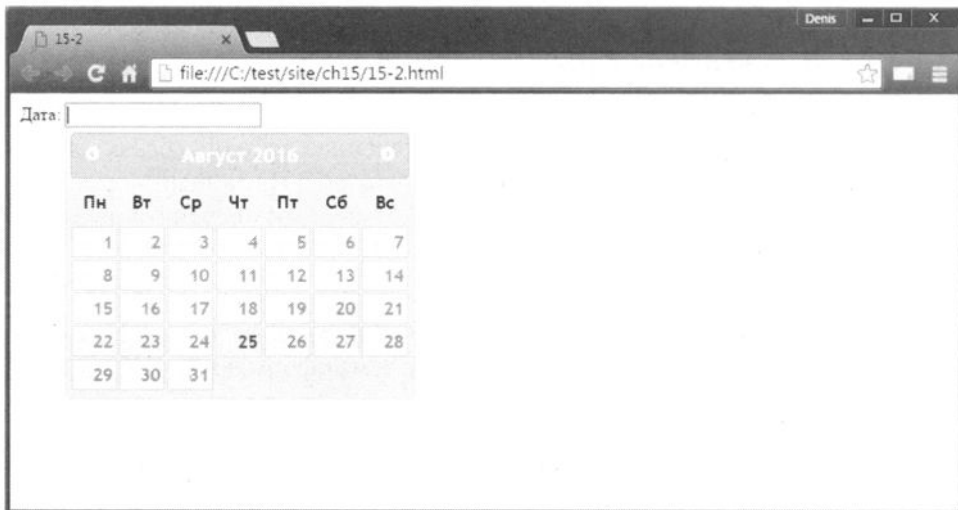 Denis
15-2
file:///C:/test/site/ch15/15-2.html
Дата:
Август 2016
Пн Вт Ср Чт Пт Сб Вс
1 2 3 4 5 6 7
8 9 10 11 12 13 14
15 16 17 18 19 20 21
22 23 24 25 26 27 28
29 30 31